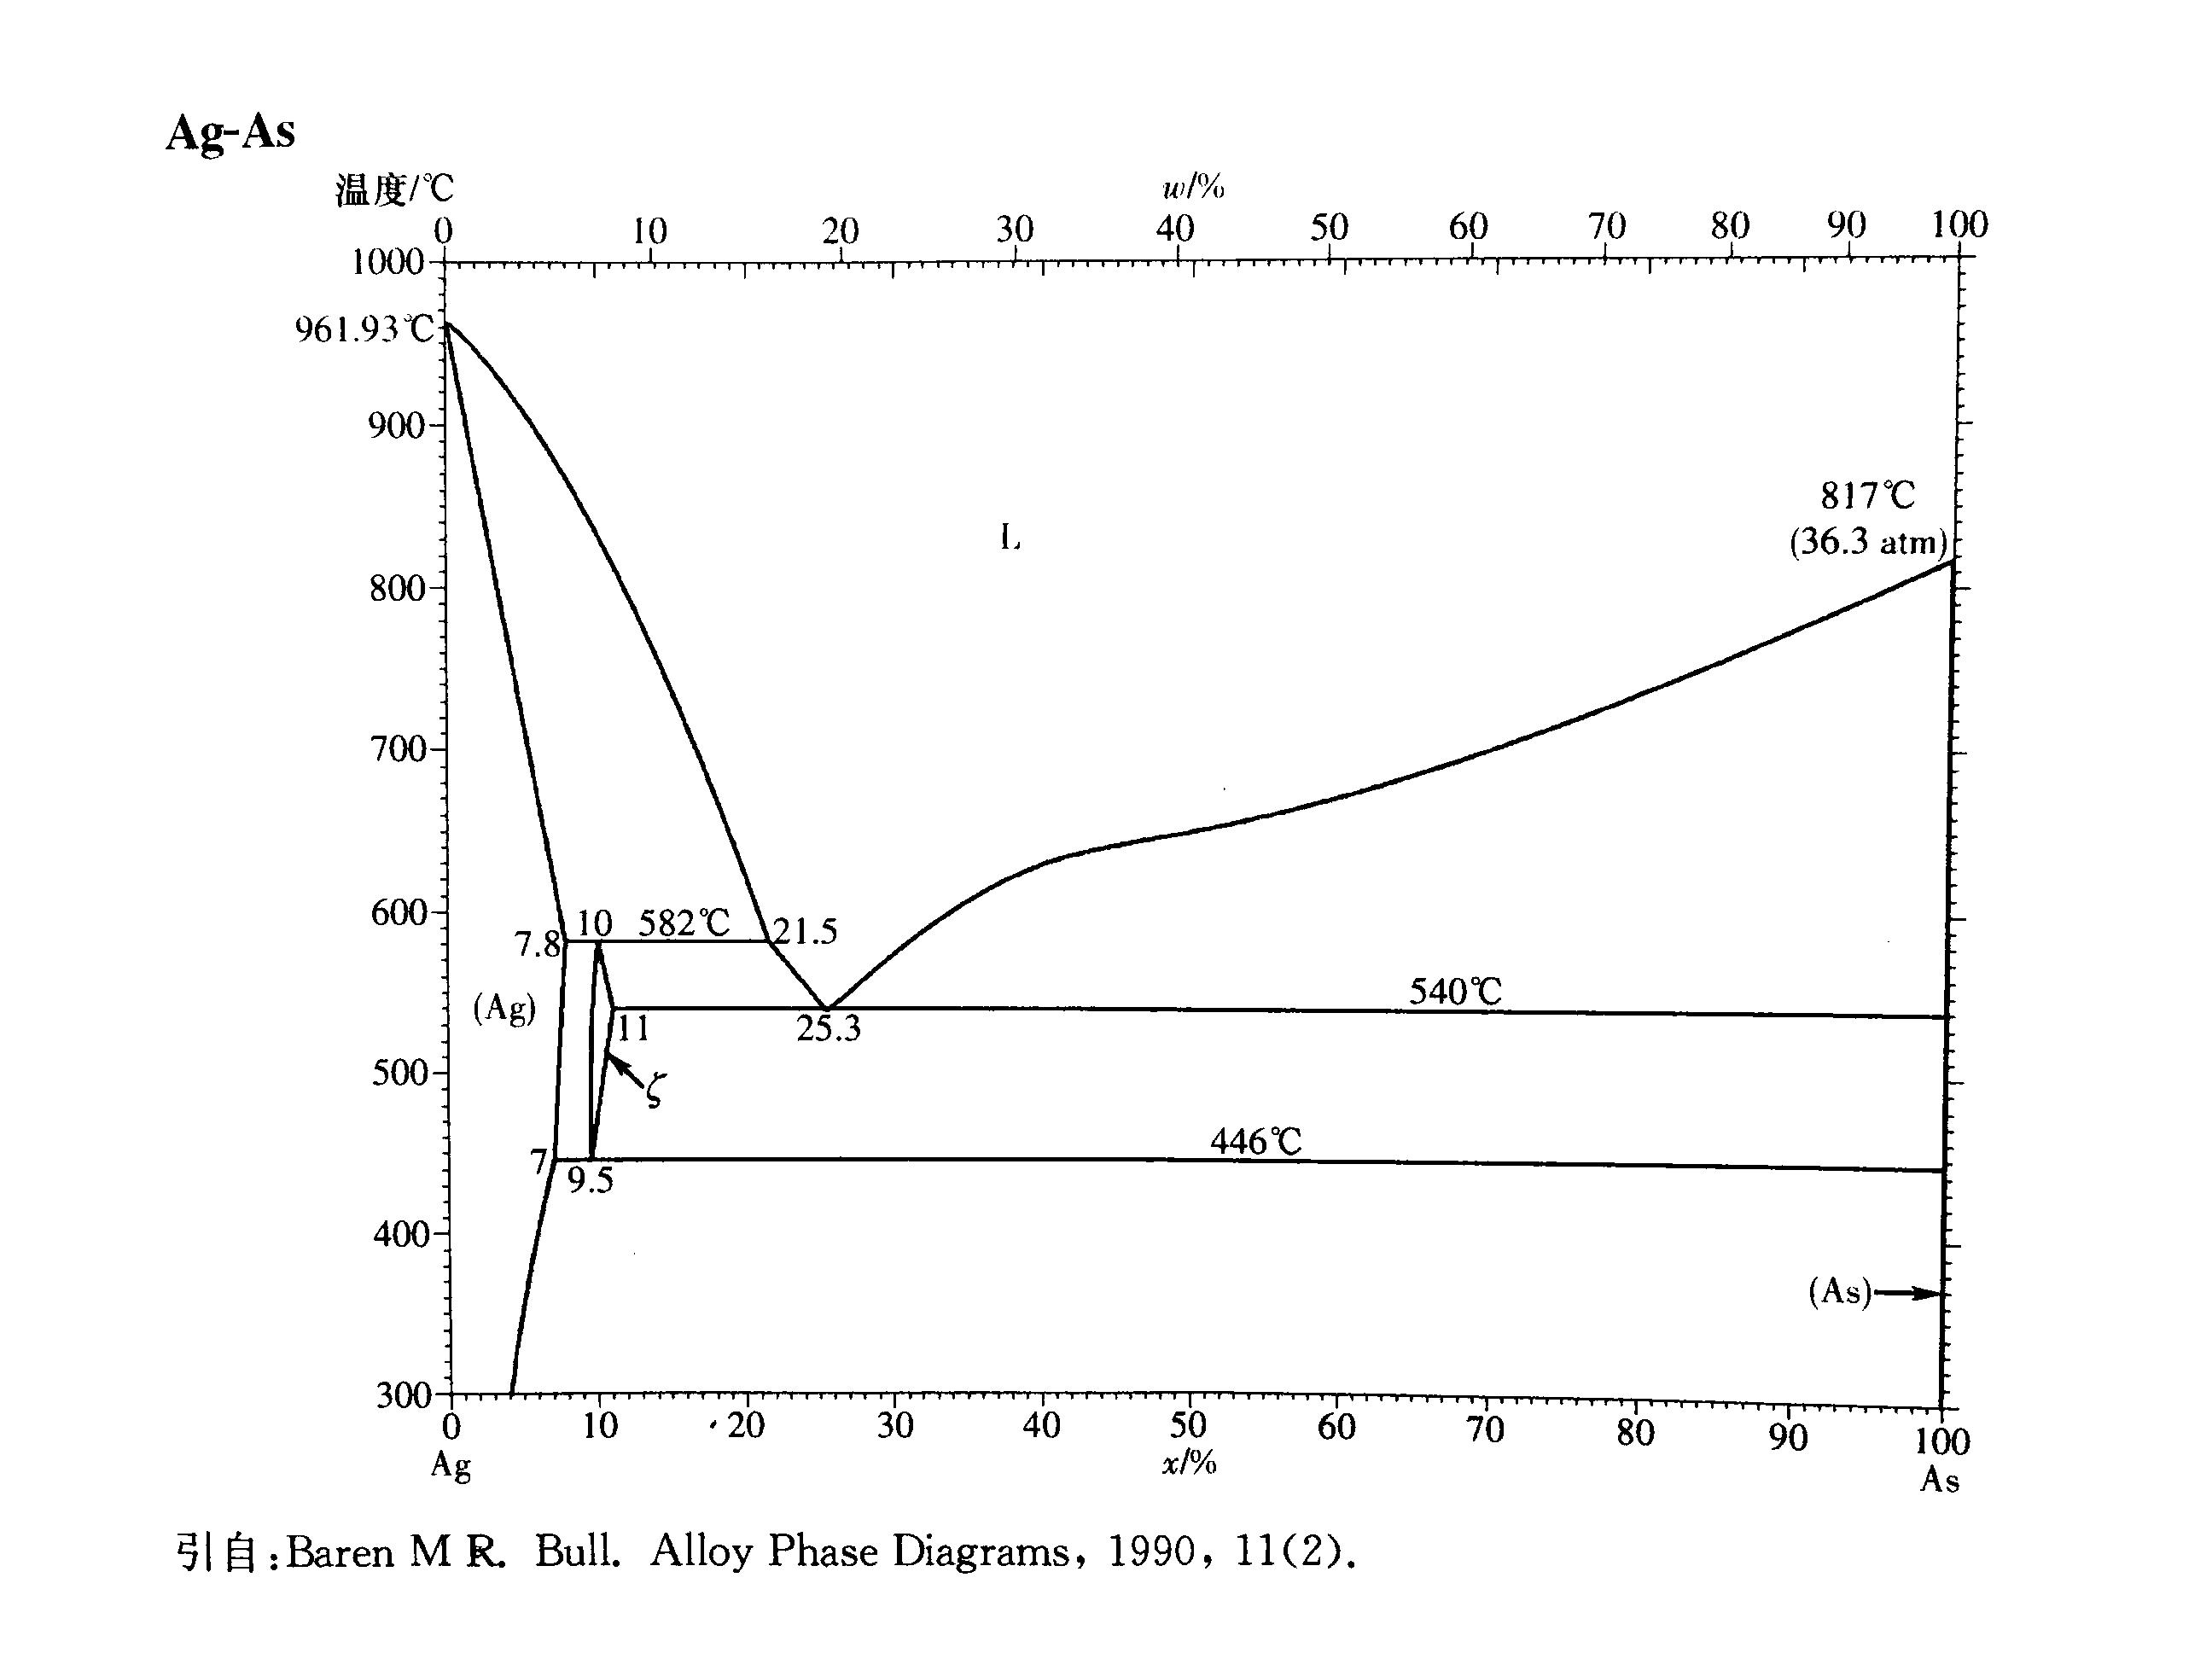 Ag-As
温度/℃
w/%
0 10 20 30 40 50 60 70 80 90 100
1000
961.93℃
900
817℃
(36.3 atm)
L
800
700
600
10 582℃ 21.5
7.8
540℃
(Ag)
11 25.3
500
ζ
446℃
7
9.5
400
(As)
300
0 10 20 30 40 50 60 70 80 90 100
Ag x/% As
引自:Baren M R. Bull. Alloy Phase Diagrams, 1990, 11(2).